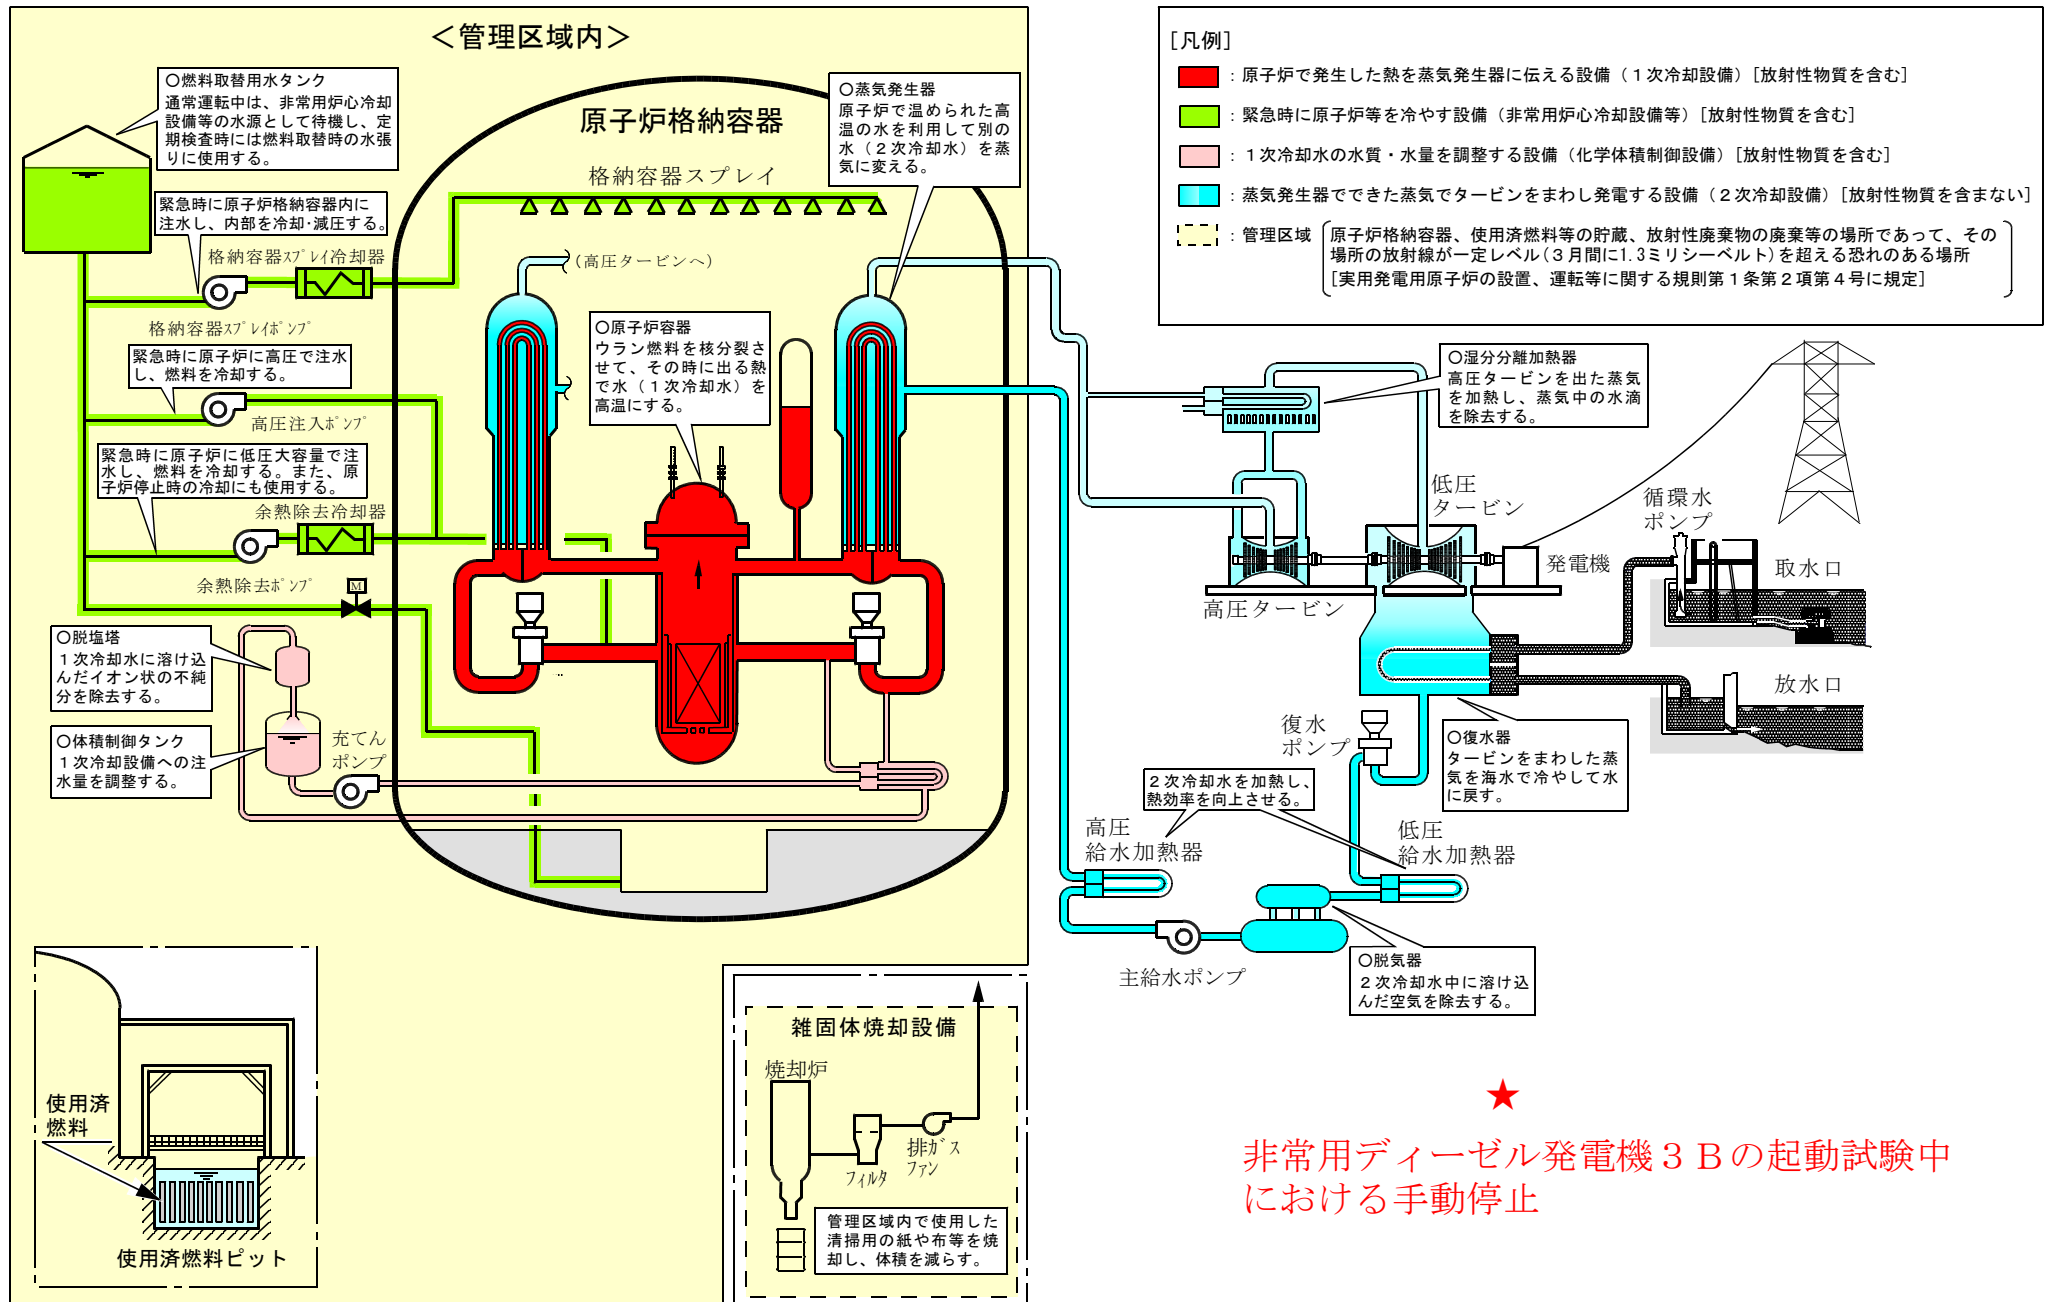 ＜管理区域内＞
○燃料取替用水タンク
通常運転中は、非常用炉心冷却
設備等の水源として待機し、定
期検査時には燃料取替時の水張
りに使用する。
緊急時に原子炉格納容器内に
注水し、内部を冷却･減圧する。
格納容器ｽﾌﾟﾚｲ冷却器
格納容器ｽﾌﾟﾚｲﾎﾟﾝﾌﾟ
緊急時に原子炉に高圧で注水
し、燃料を冷却する。
高圧注入ﾎﾟﾝﾌﾟ
緊急時に原子炉に低圧大容量で注
水し、燃料を冷却する。また、原
子炉停止時の冷却にも使用する。
余熱除去冷却器
余熱除去ﾎﾟﾝﾌﾟ
M
○脱塩塔
１次冷却水に溶け込
んだイオン状の不純
分を除去する。
○体積制御タンク
１次冷却設備への注
水量を調整する。
充てん
ポンプ
原子炉格納容器
格納容器スプレイ
○蒸気発生器
原子炉で温められた高
温の水を利用して別の
水（２次冷却水）を蒸
気に変える。
(高圧タービンへ)
○原子炉容器
ウラン燃料を核分裂さ
せて、その時に出る熱
で水（１次冷却水）を
高温にする。
[凡例]
：原子炉で発生した熱を蒸気発生器に伝える設備（１次冷却設備）[放射性物質を含む]
：緊急時に原子炉等を冷やす設備（非常用炉心冷却設備等）[放射性物質を含む]
：１次冷却水の水質・水量を調整する設備（化学体積制御設備）[放射性物質を含む]
：蒸気発生器でできた蒸気でタービンをまわし発電する設備（２次冷却設備）[放射性物質を含まない]
：管理区域
原子炉格納容器、使用済燃料等の貯蔵、放射性廃棄物の廃棄等の場所であって、その
場所の放射線が一定レベル(３月間に1.3ミリシーベルト)を超える恐れのある場所
[実用発電用原子炉の設置、運転等に関する規則第１条第２項第４号に規定]
○湿分分離加熱器
高圧タービンを出た蒸気
を加熱し、蒸気中の水滴
を除去する。
低圧
タービン
高圧タービン
発電機
循環水
ポンプ
取水口
放水口
復水
ポンプ
○復水器
タービンをまわした蒸
気を海水で冷やして水
に戻す。
２次冷却水を加熱し、
熱効率を向上させる。
高圧
給水加熱器
低圧
給水加熱器
主給水ポンプ
○脱気器
２次冷却水中に溶け込
んだ空気を除去する。
使用済
燃料
使用済燃料ピット
雑固体焼却設備
焼却炉
フィルタ
排ｶﾞｽ
ファン
管理区域内で使用した
清掃用の紙や布等を焼
却し、体積を減らす。
★
非常用ディーゼル発電機３Ｂの起動試験中
における手動停止